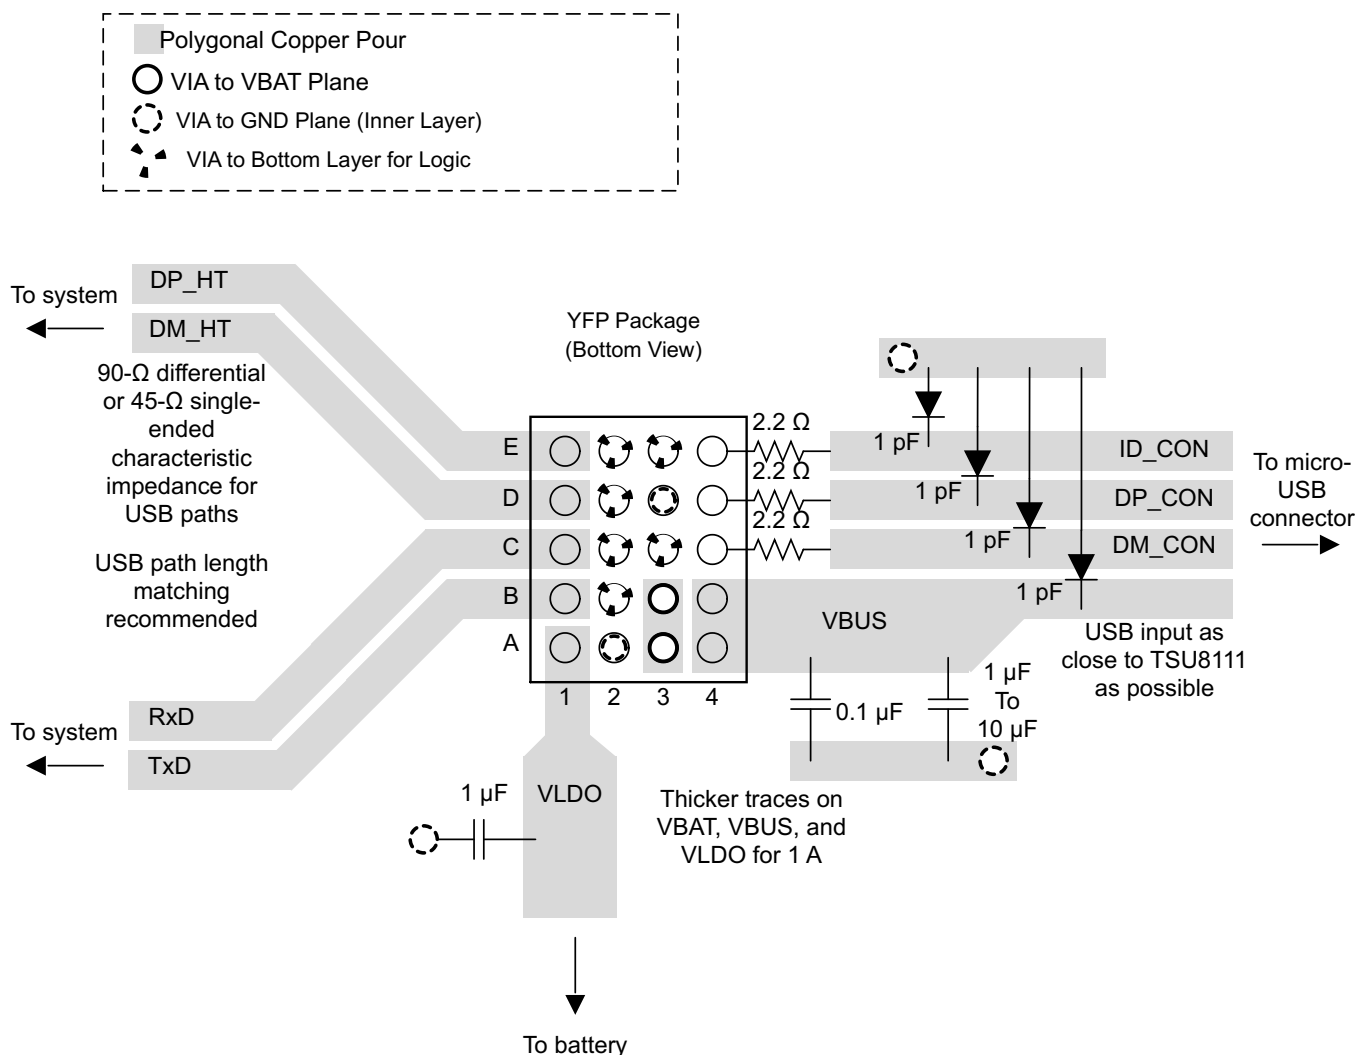 Polygonal Copper Pour
VIA to VBAT Plane
VIA to GND Plane (Inner Layer)
VIA to Bottom Layer for Logic
DP_HT
To system
DM_HT
90-Ω differential
or 45-Ω single-
ended
characteristic
impedance for
USB paths
USB path length
matching
recommended
YFP Package
(Bottom View)
E
D
C
B
A
1
2
3
4
2.2 Ω
2.2 Ω
2.2 Ω
1 pF
1 pF
1 pF
1 pF
ID_CON
DP_CON
DM_CON
To micro-
USB
connector
VBUS
USB input as
close to TSU8111
as possible
0.1 µF
1 µF
To
10 µF
RxD
To system
TxD
1 µF
VLDO
Thicker traces on
VBAT, VBUS, and
VLDO for 1 A
To battery